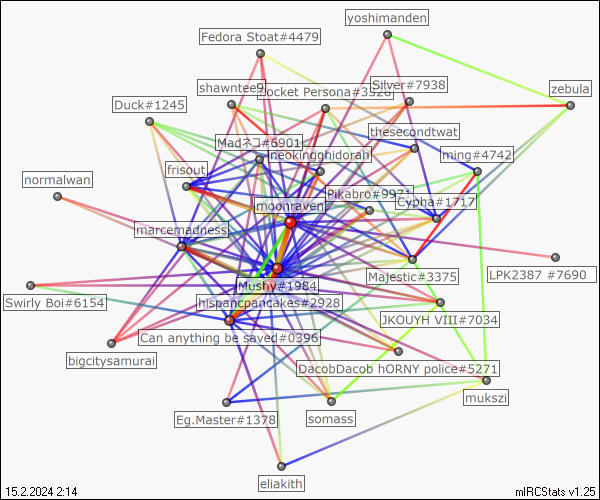 yoshimanden
Fedora Stoat#4479
Silver#7938
shawntee9
ocket Persona#3526
zebula
Duck#1245
thesecondtwat
Madネコ#6901
neokingghidorah
ming#4742
frisout
normalwan
Pikabro#9971
Cypha#1717
moonraven
marcemadness
Majestic#3375
LPK2387 #7690
Mushy#1984
Swirly Boi#6154
hispancpancakes#2928
JKOUYH VIII#7034
Can anything be saved#0396
bigcitysamurai
DacobDacob hORNY police#5271
mukszi
Eg.Master#1378
somass
eliakith
15.2.2024 2:14
mIRCStats v1.25